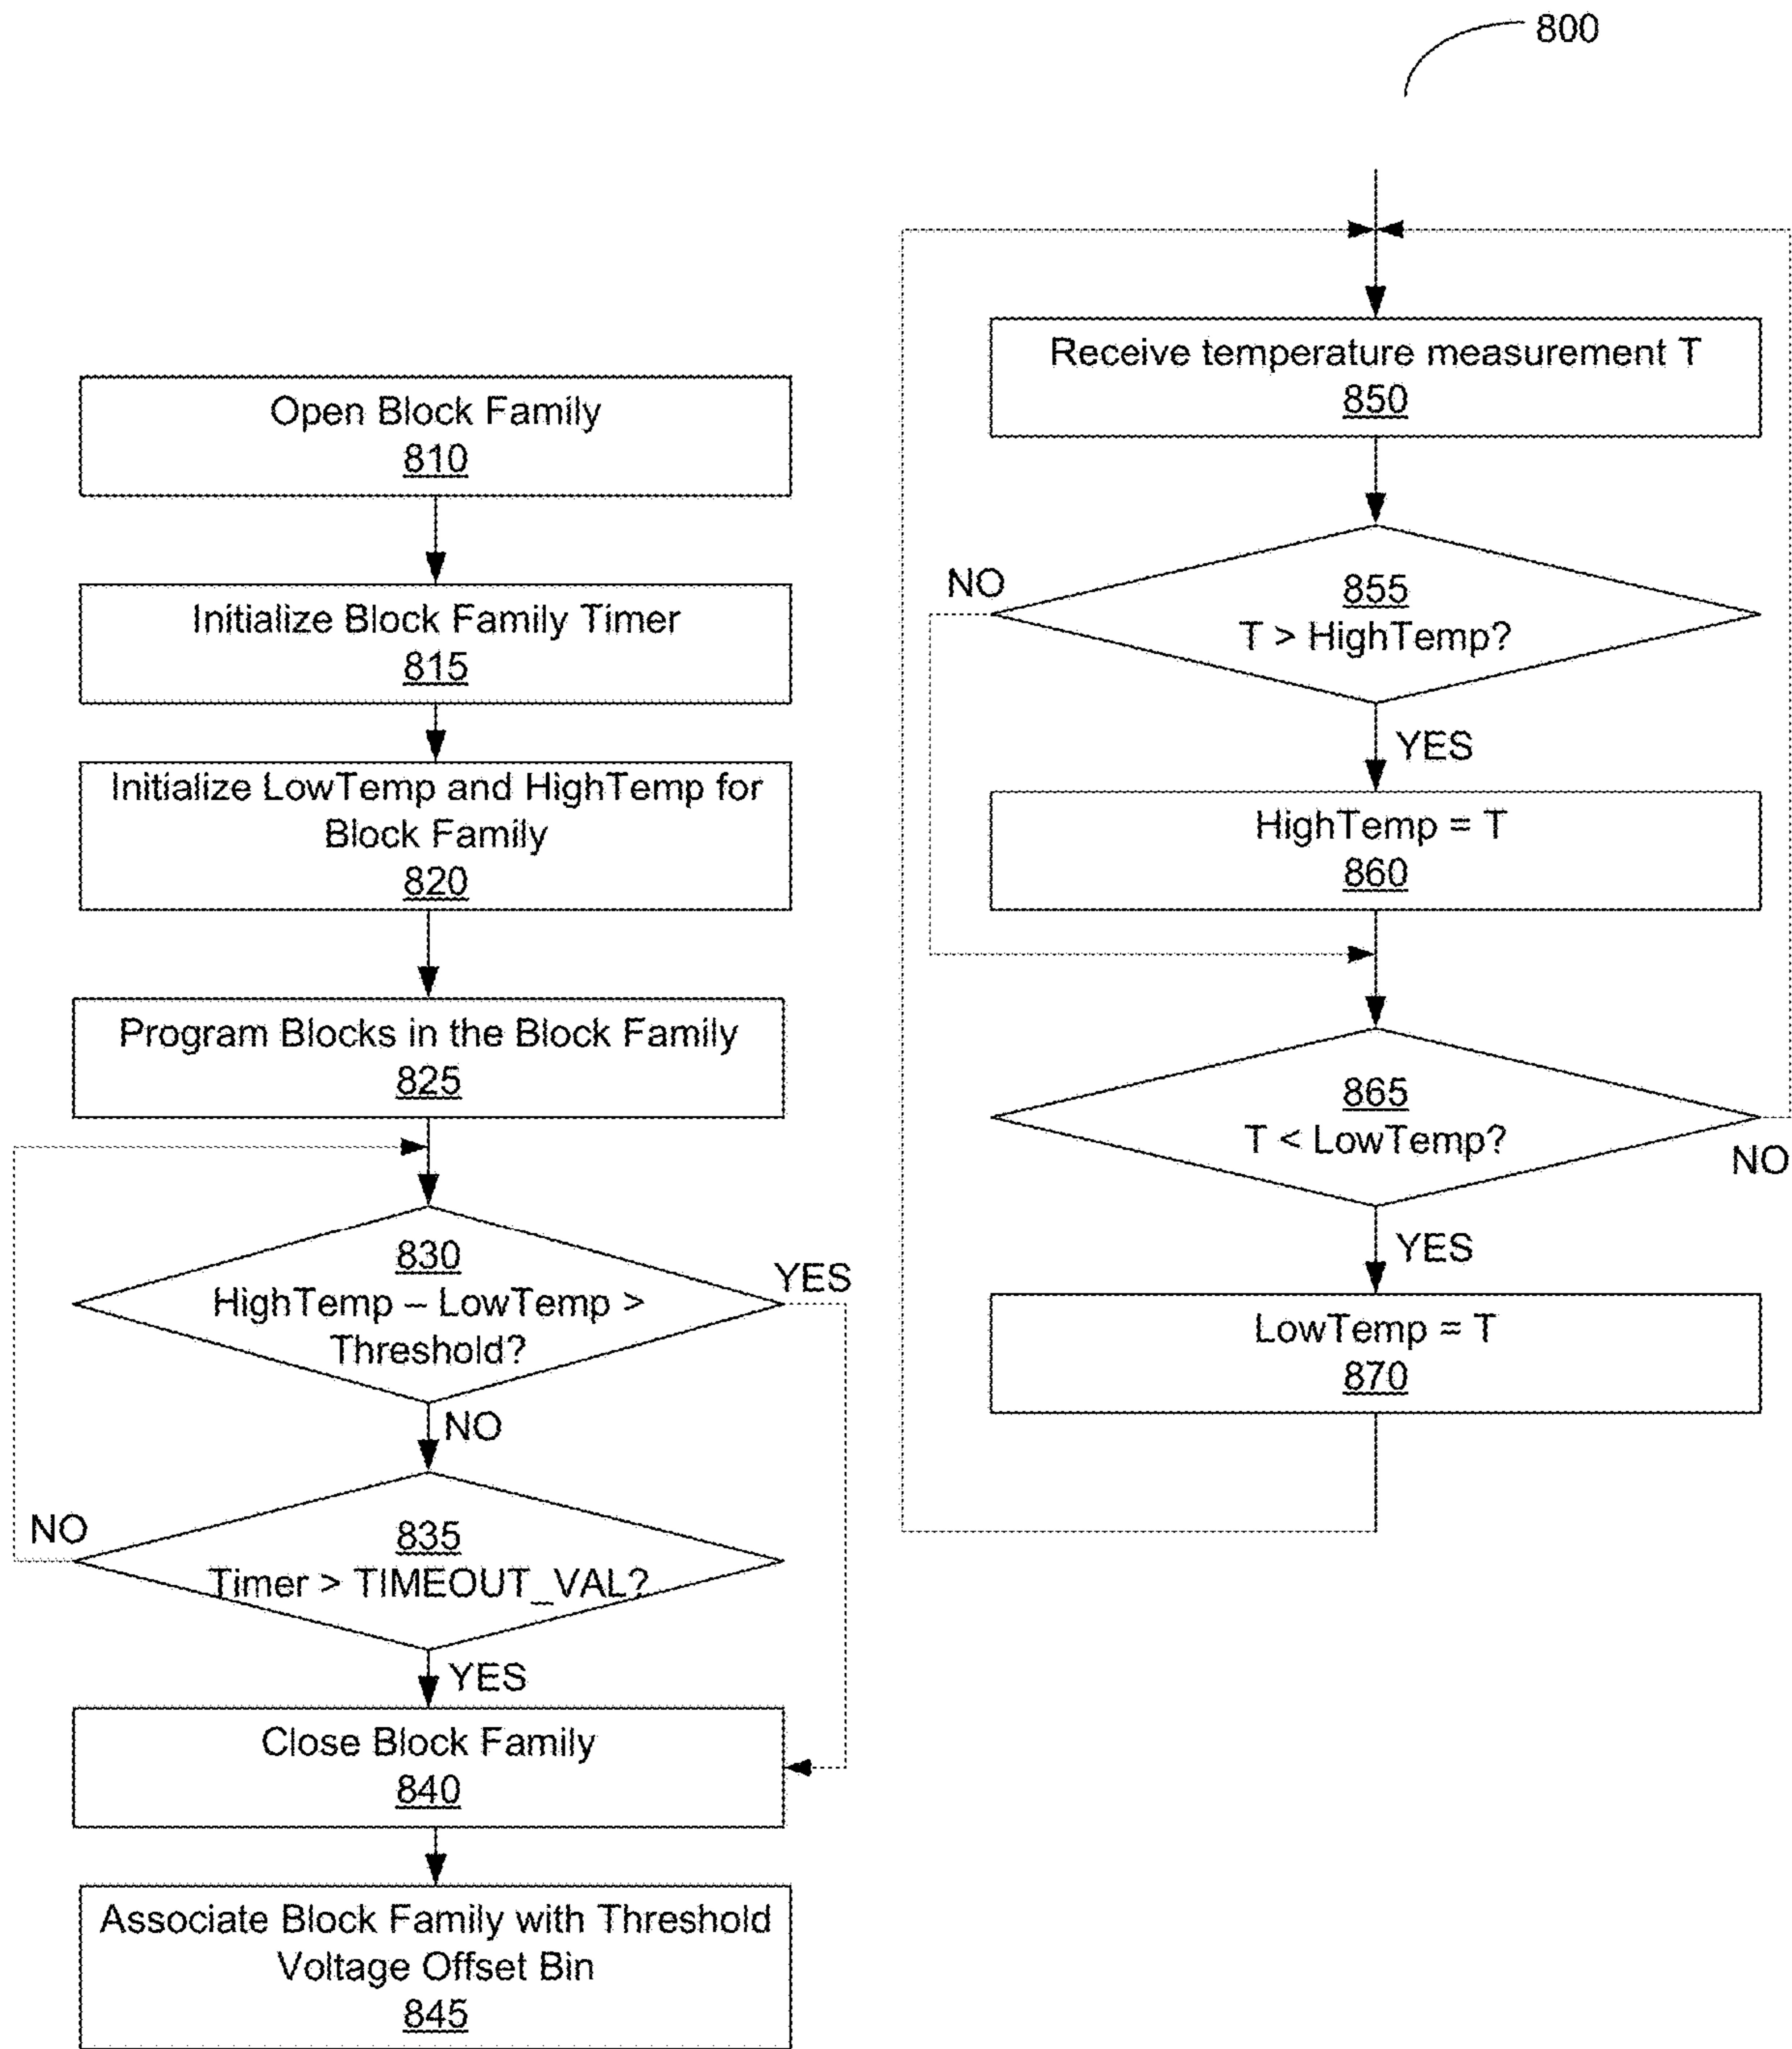 800
Open Block Family
810
Initialize Block Family Timer
815
Initialize LowTemp and HighTemp for
Block Family
820
Program Blocks in the Block Family
825
830
HighTemp – LowTemp >
Threshold?
YES
NO
835
Timer > TIMEOUT_VAL?
NO
YES
Close Block Family
840
Associate Block Family with Threshold
Voltage Offset Bin
845
Receive temperature measurement T
850
NO
855
T > HighTemp?
YES
HighTemp = T
860
865
T < LowTemp?
NO
YES
LowTemp = T
870